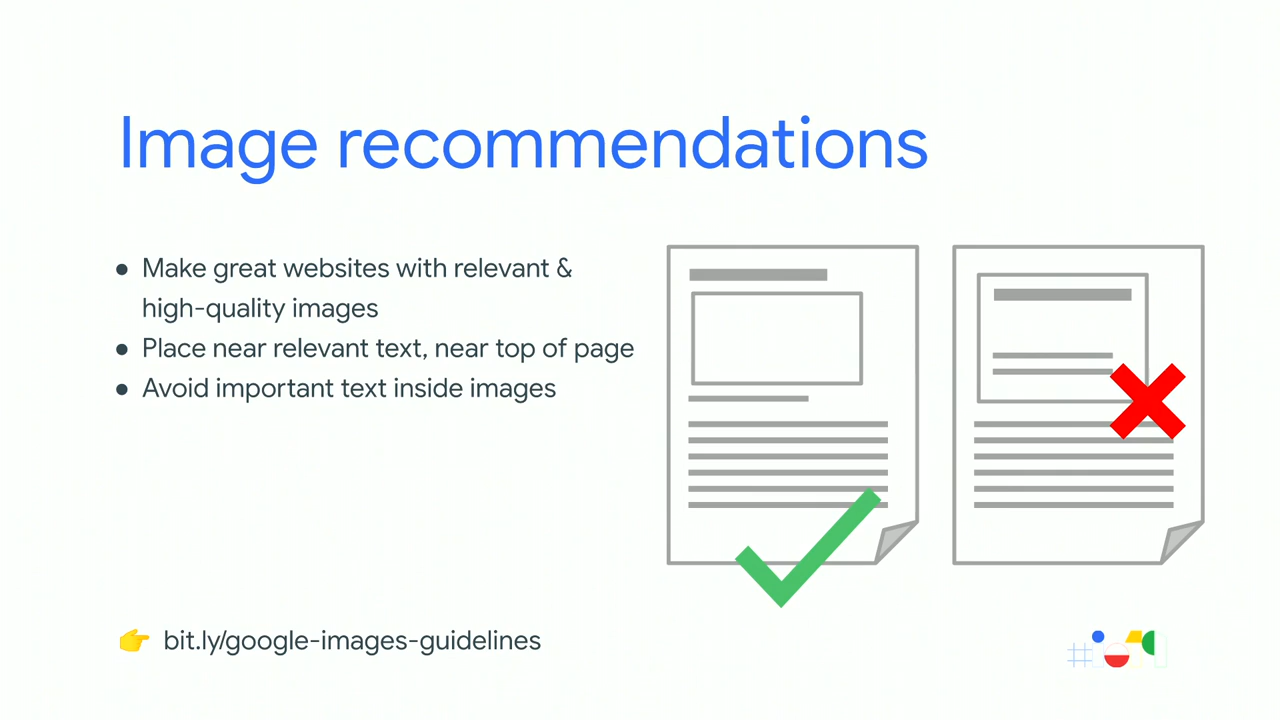 Image recommendations
● Make great websites with relevant &
high-quality images
● Place near relevant text, near top of page
● Avoid important text inside images
👉 bit.ly/google-images-guidelines